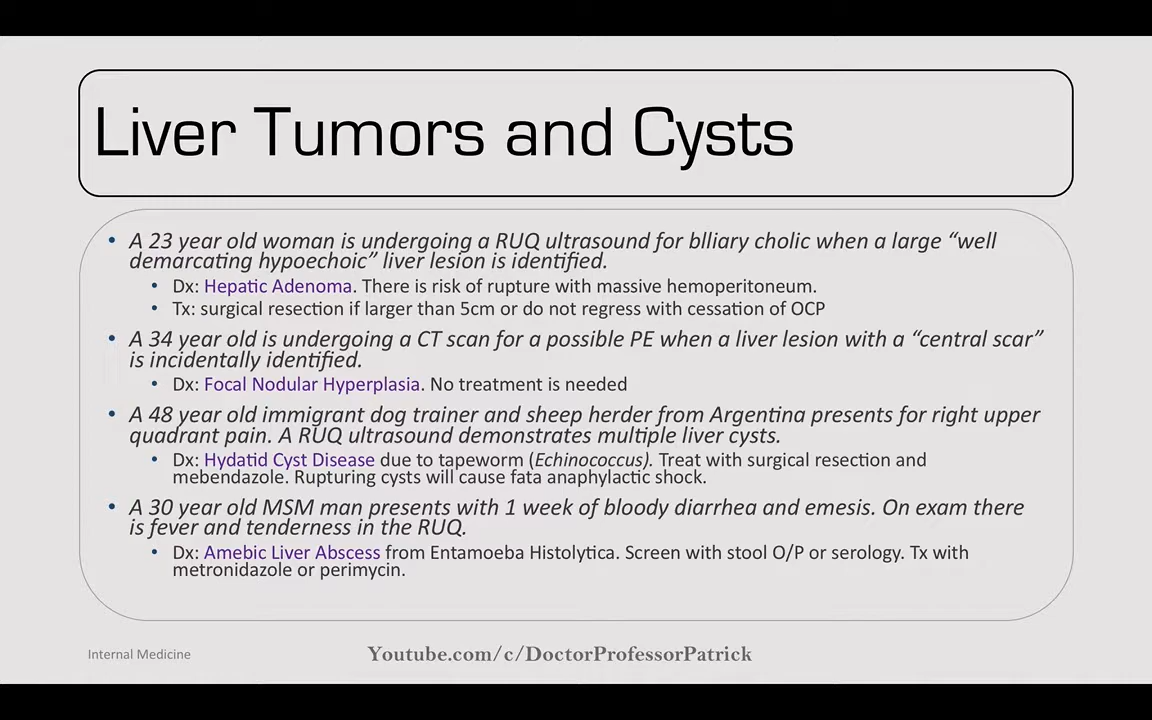 Liver Tumors and Cysts
• A 23 year old woman is undergoing a RUQ ultrasound for blliary cholic when a large “well
demarcating hypoechoic” liver lesion is identified.
• Dx: Hepatic Adenoma. There is risk of rupture with massive hemoperitoneum.
• Tx: surgical resection if larger than 5cm or do not regress with cessation of OCP
• A 34 year old is undergoing a CT scan for a possible PE when a liver lesion with a “central scar”
is incidentally identified.
• Dx: Focal Nodular Hyperplasia. No treatment is needed
• A 48 year old immigrant dog trainer and sheep herder from Argentina presents for right upper
quadrant pain. A RUQ ultrasound demonstrates multiple liver cysts.
• Dx: Hydatid Cyst Disease due to tapeworm (Echinococcus). Treat with surgical resection and
mebendazole. Rupturing cysts will cause fata anaphylactic shock.
• A 30 year old MSM man presents with 1 week of bloody diarrhea and emesis. On exam there
is fever and tenderness in the RUQ.
• Dx: Amebic Liver Abscess from Entamoeba Histolytica. Screen with stool O/P or serology. Tx with
metronidazole or perimycin.
Internal Medicine
Youtube.com/c/DoctorProfessorPatrick